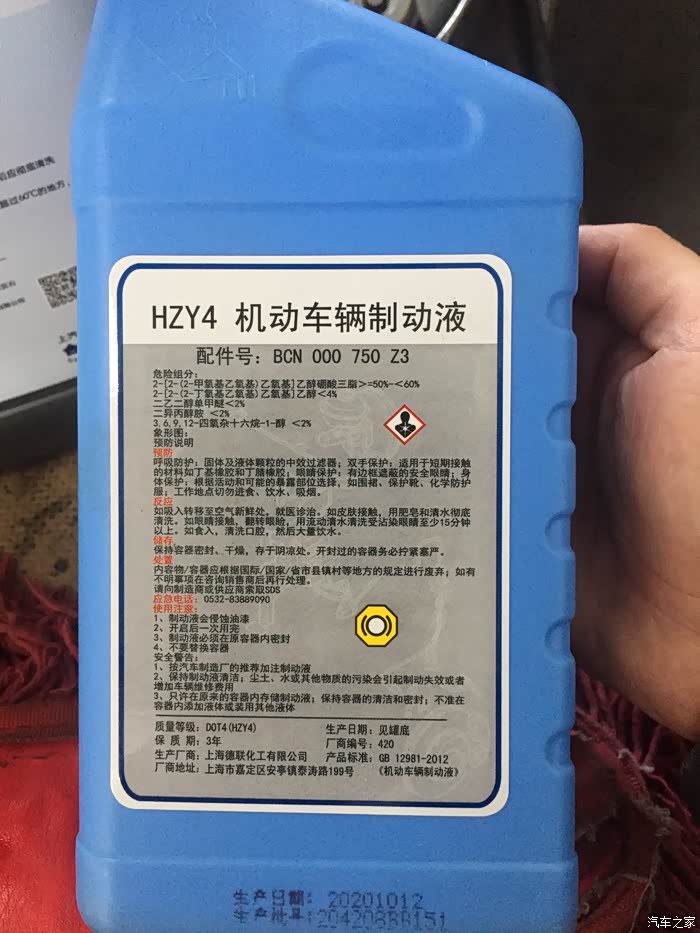 后应彻底清洗
超过60℃的地方，
HZY4 机动车辆制动液
配件号：BCN 000 750 Z3
危险组分：
2-[2-(2-甲氧基乙氧基)乙氧基]乙醇硼酸三脂>=50%-<60%
2-[2-(2-丁氧基乙氧基)乙氧基]乙醇<4%
二乙二醇单甲醚<2%
二异丙醇胺 <2%
3,6,9,12-四氧杂十六烷-1-醇 <2%
象形图：
预防说明
预防
呼吸防护：固体及液体颗粒的中效过滤器；双手保护：适用于短期接触
的材料如丁基橡胶和丁腈橡胶；眼睛保护：有边框遮蔽的安全眼睛；身
体保护：根据活动和可能的暴露部位选择，如围裙、保护靴、化学防护
服；工作地点切勿进食、饮水、吸烟。
反应
如吸入转移至空气新鲜处，就医诊治。如皮肤接触，用肥皂和清水彻底
清洗。如眼睛接触，翻转眼睑，用流动清水清洗受沾染眼睛至少15分钟
以上。如食入，清洗口腔，然后大量饮水。
储存
保持容器密封、干燥，存于阴凉处。开封过的容器务必拧紧塞严。
处置
内容物/容器应根据国际/国家/省市县镇村等地方的规定进行废弃；如有
不明事项在咨询销售商后再行处理。
请向制造商或供应商索取SDS
应急电话：0532-83889090
使用注意：
1、制动液会侵蚀油漆
2、开启后一次用完
3、制动液必须在原容器内密封
4、不要替换容器
安全警告：
1、按汽车制造厂的推荐加注制动液
2、保持制动液清洁；尘土、水或其他物质的污染会引起制动失效或者
增加车辆维修费用
3、只许在原来的容器内存储制动液；保持容器的清洁和密封；不准在
容器内添加液体或装用其他液体
质量等级：DOT4(HZY4) 生产日期：见罐底
保 质 期：3年 厂商编号：420
生产厂商：上海德联化工有限公司 产品标准：GB 12981-2012
厂商地址：上海市嘉定区安亭镇泰涛路199号 《机动车辆制动液》
生产日期：20201012
生产批号：
汽车之家